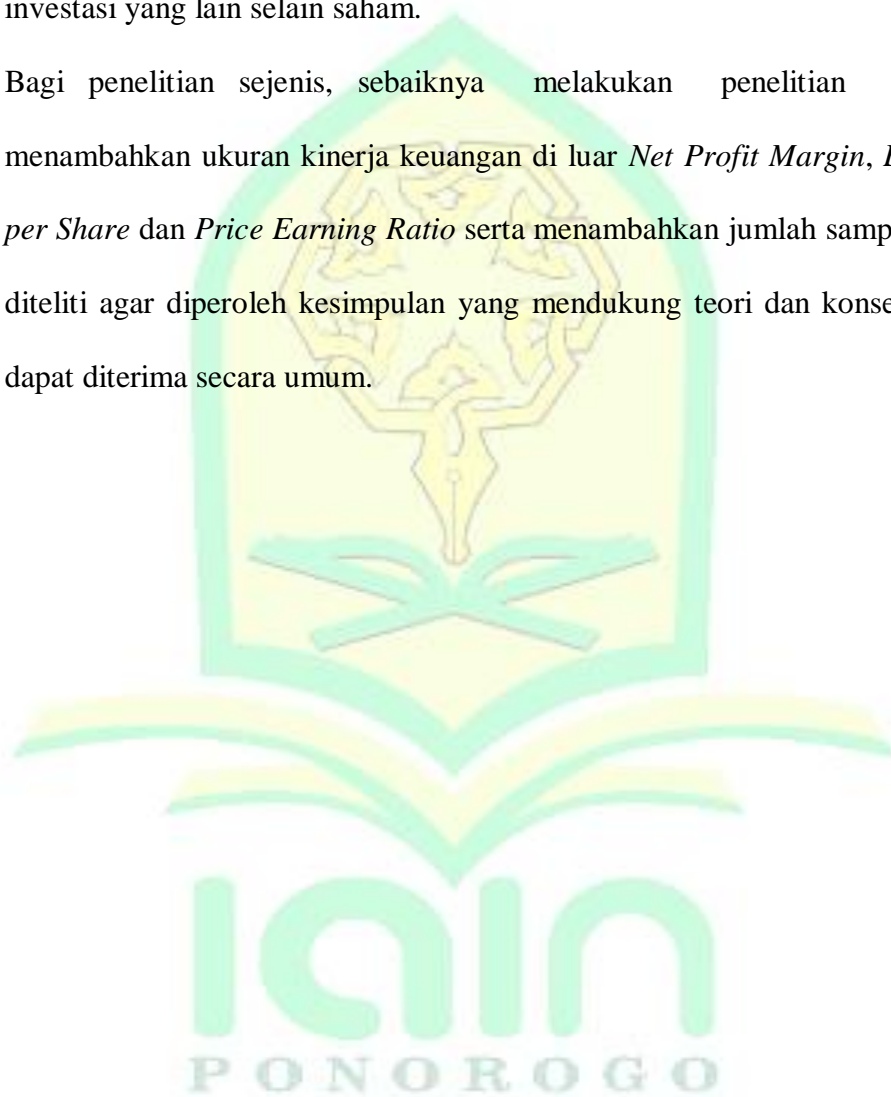 investasi yang lain selain saham.
Bagi penelitian sejenis, sebaiknya melakukan penelitian
menambahkan ukuran kinerja keuangan di luar Net Profit Margin,
per Share dan Price Earning Ratio serta menambahkan jumlah samp
diteliti agar diperoleh kesimpulan yang mendukung teori dan konse
dapat diterima secara umum.
iain
PONOROGO